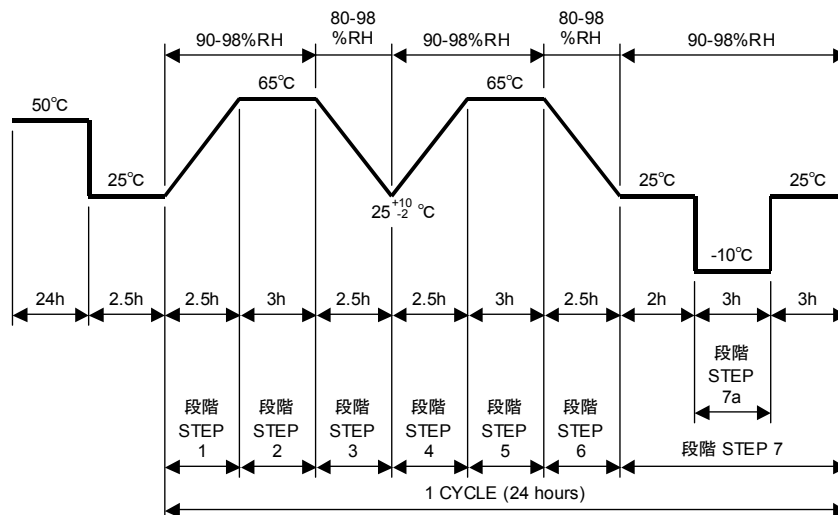 80-98
%RH
80-98
%RH
90-98%RH
90-98%RH
90-98%RH
65℃
65℃
50℃
25℃
25 +10 -2 ℃
25℃
25℃
-10℃
24h
2.5h
2.5h
3h
2.5h
2.5h
3h
2.5h
2h
3h
3h
段階
STEP
7a
段階
STEP
1
段階
STEP
2
段階
STEP
3
段階
STEP
4
段階
STEP
5
段階
STEP
6
段階 STEP 7
1 CYCLE (24 hours)